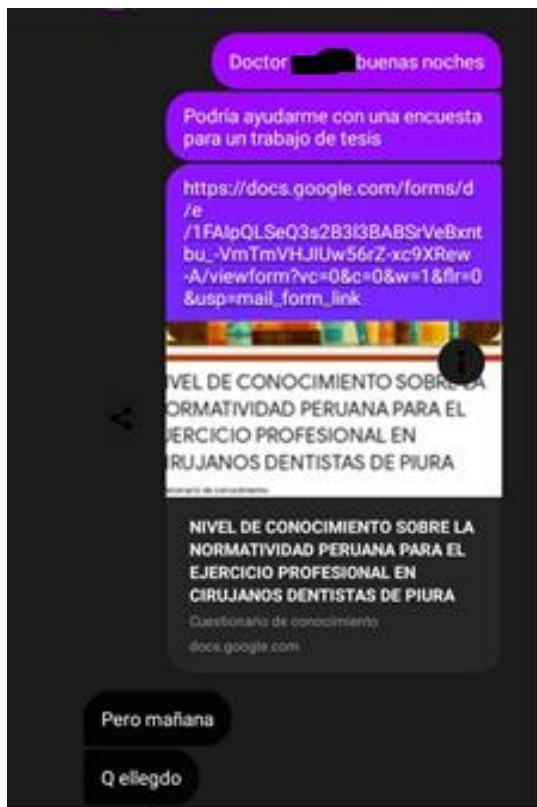 Doctor buenas noches
Podría ayudarme con una encuesta
para un trabajo de tesis
https://docs.google.com/forms/d
/e
/1FAIpQLSeQ3s2B3l3BABSrVeBxnt
bu_-VmTmVHJIUw56rZ-xc9XRew
-A/viewform?vc=0&c=0&w=1&flr=0
&usp=mail_form_link
IVEL DE CONOCIMIENTO SOBRE LA
ORMATIVIDAD PERUANA PARA EL
JERCICIO PROFESIONAL EN
IRUJANOS DENTISTAS DE PIURA
NIVEL DE CONOCIMIENTO SOBRE LA
NORMATIVIDAD PERUANA PARA EL
EJERCICIO PROFESIONAL EN
CIRUJANOS DENTISTAS DE PIURA
Cuestionario de conocimiento
docs.google.com
Pero mañana
Q ellegdo